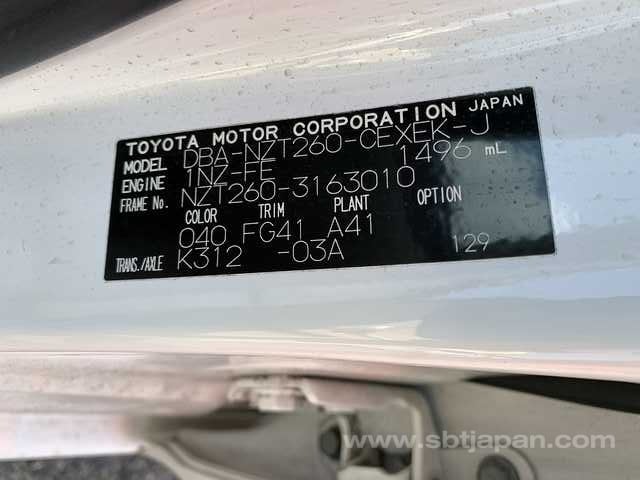 TOYOTA MOTOR CORPORATION JAPAN
MODEL DBA-NZT260-CEXEK-J
ENGINE 1NZ-FE 1496 mL
FRAME No. NZT260-3163010
COLOR TRIM PLANT OPTION
040 FG41 A41
TRANS./AXLE K312 -03A 129
www.sbtjapan.com